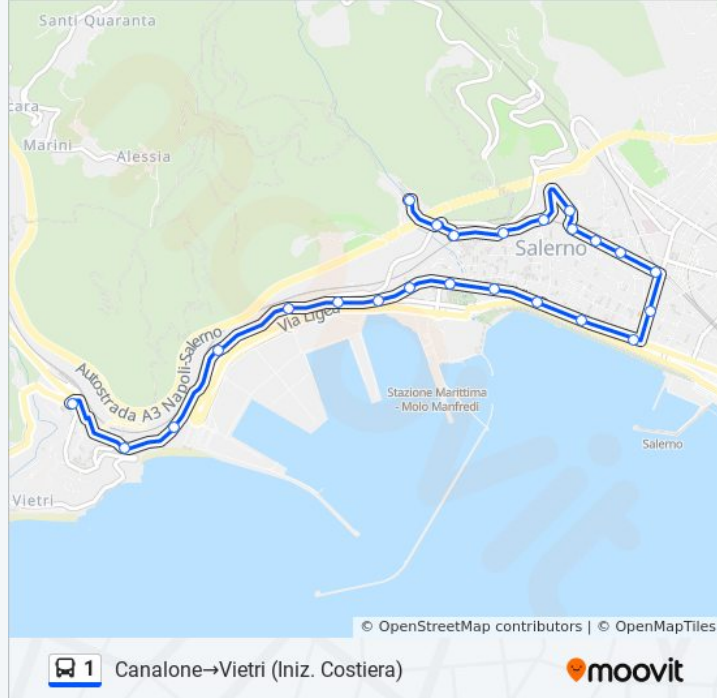 Santi Quaranta
cara
Marini
Alessia
Salerno
Via Ligea
Autostrada A3 Napoli-Salerno
Stazione Marittima
- Molo Manfredi
Salerno
Vietri
© OpenStreetMap contributors | © OpenMapTiles
1 Canalone→Vietri (Iniz. Costiera)
moovit